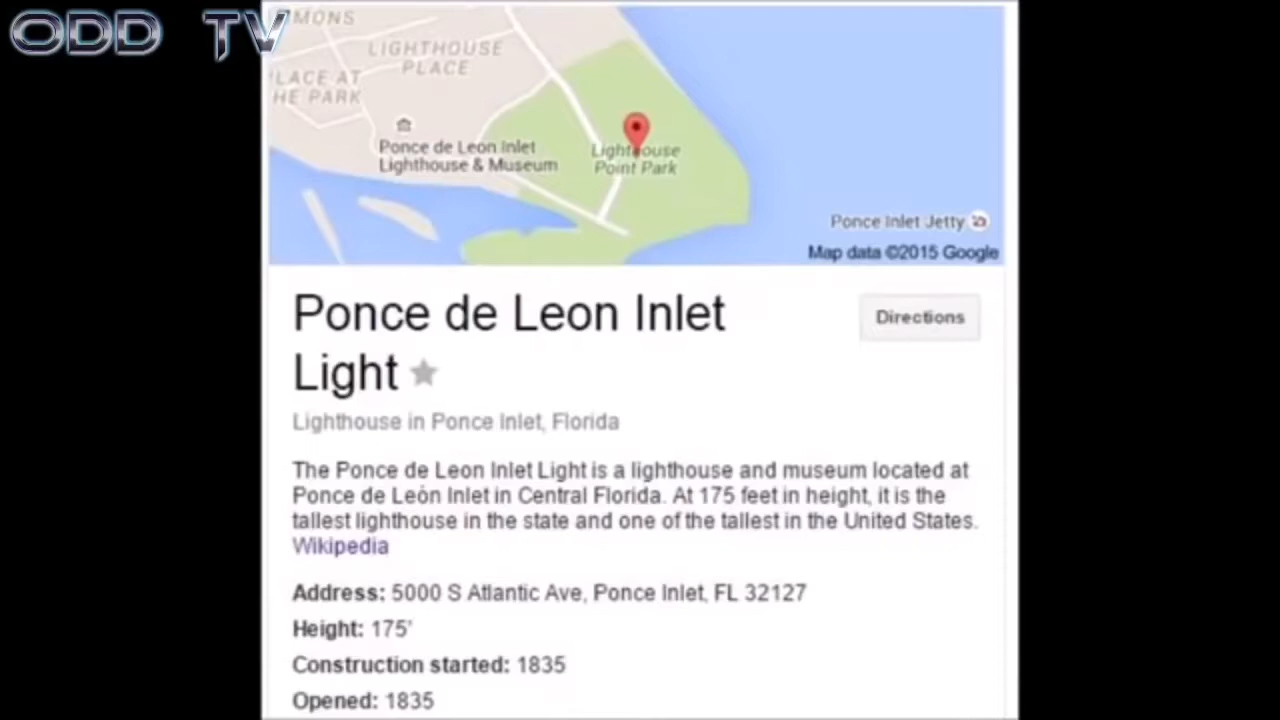 ODD TV
MONS
LIGHTHOUSE
PLACE
PLACE AT
HE PARK
Ponce de Leon Inlet
Lighthouse & Museum
Lighthouse
Point Park
Ponce Inlet Jetty
Map data ©2015 Google
Ponce de Leon Inlet
Light
Directions
Lighthouse in Ponce Inlet, Florida
The Ponce de Leon Inlet Light is a lighthouse and museum located at
Ponce de León Inlet in Central Florida. At 175 feet in height, it is the
tallest lighthouse in the state and one of the tallest in the United States.
Wikipedia
Address: 5000 S Atlantic Ave, Ponce Inlet, FL 32127
Height: 175'
Construction started: 1835
Opened: 1835